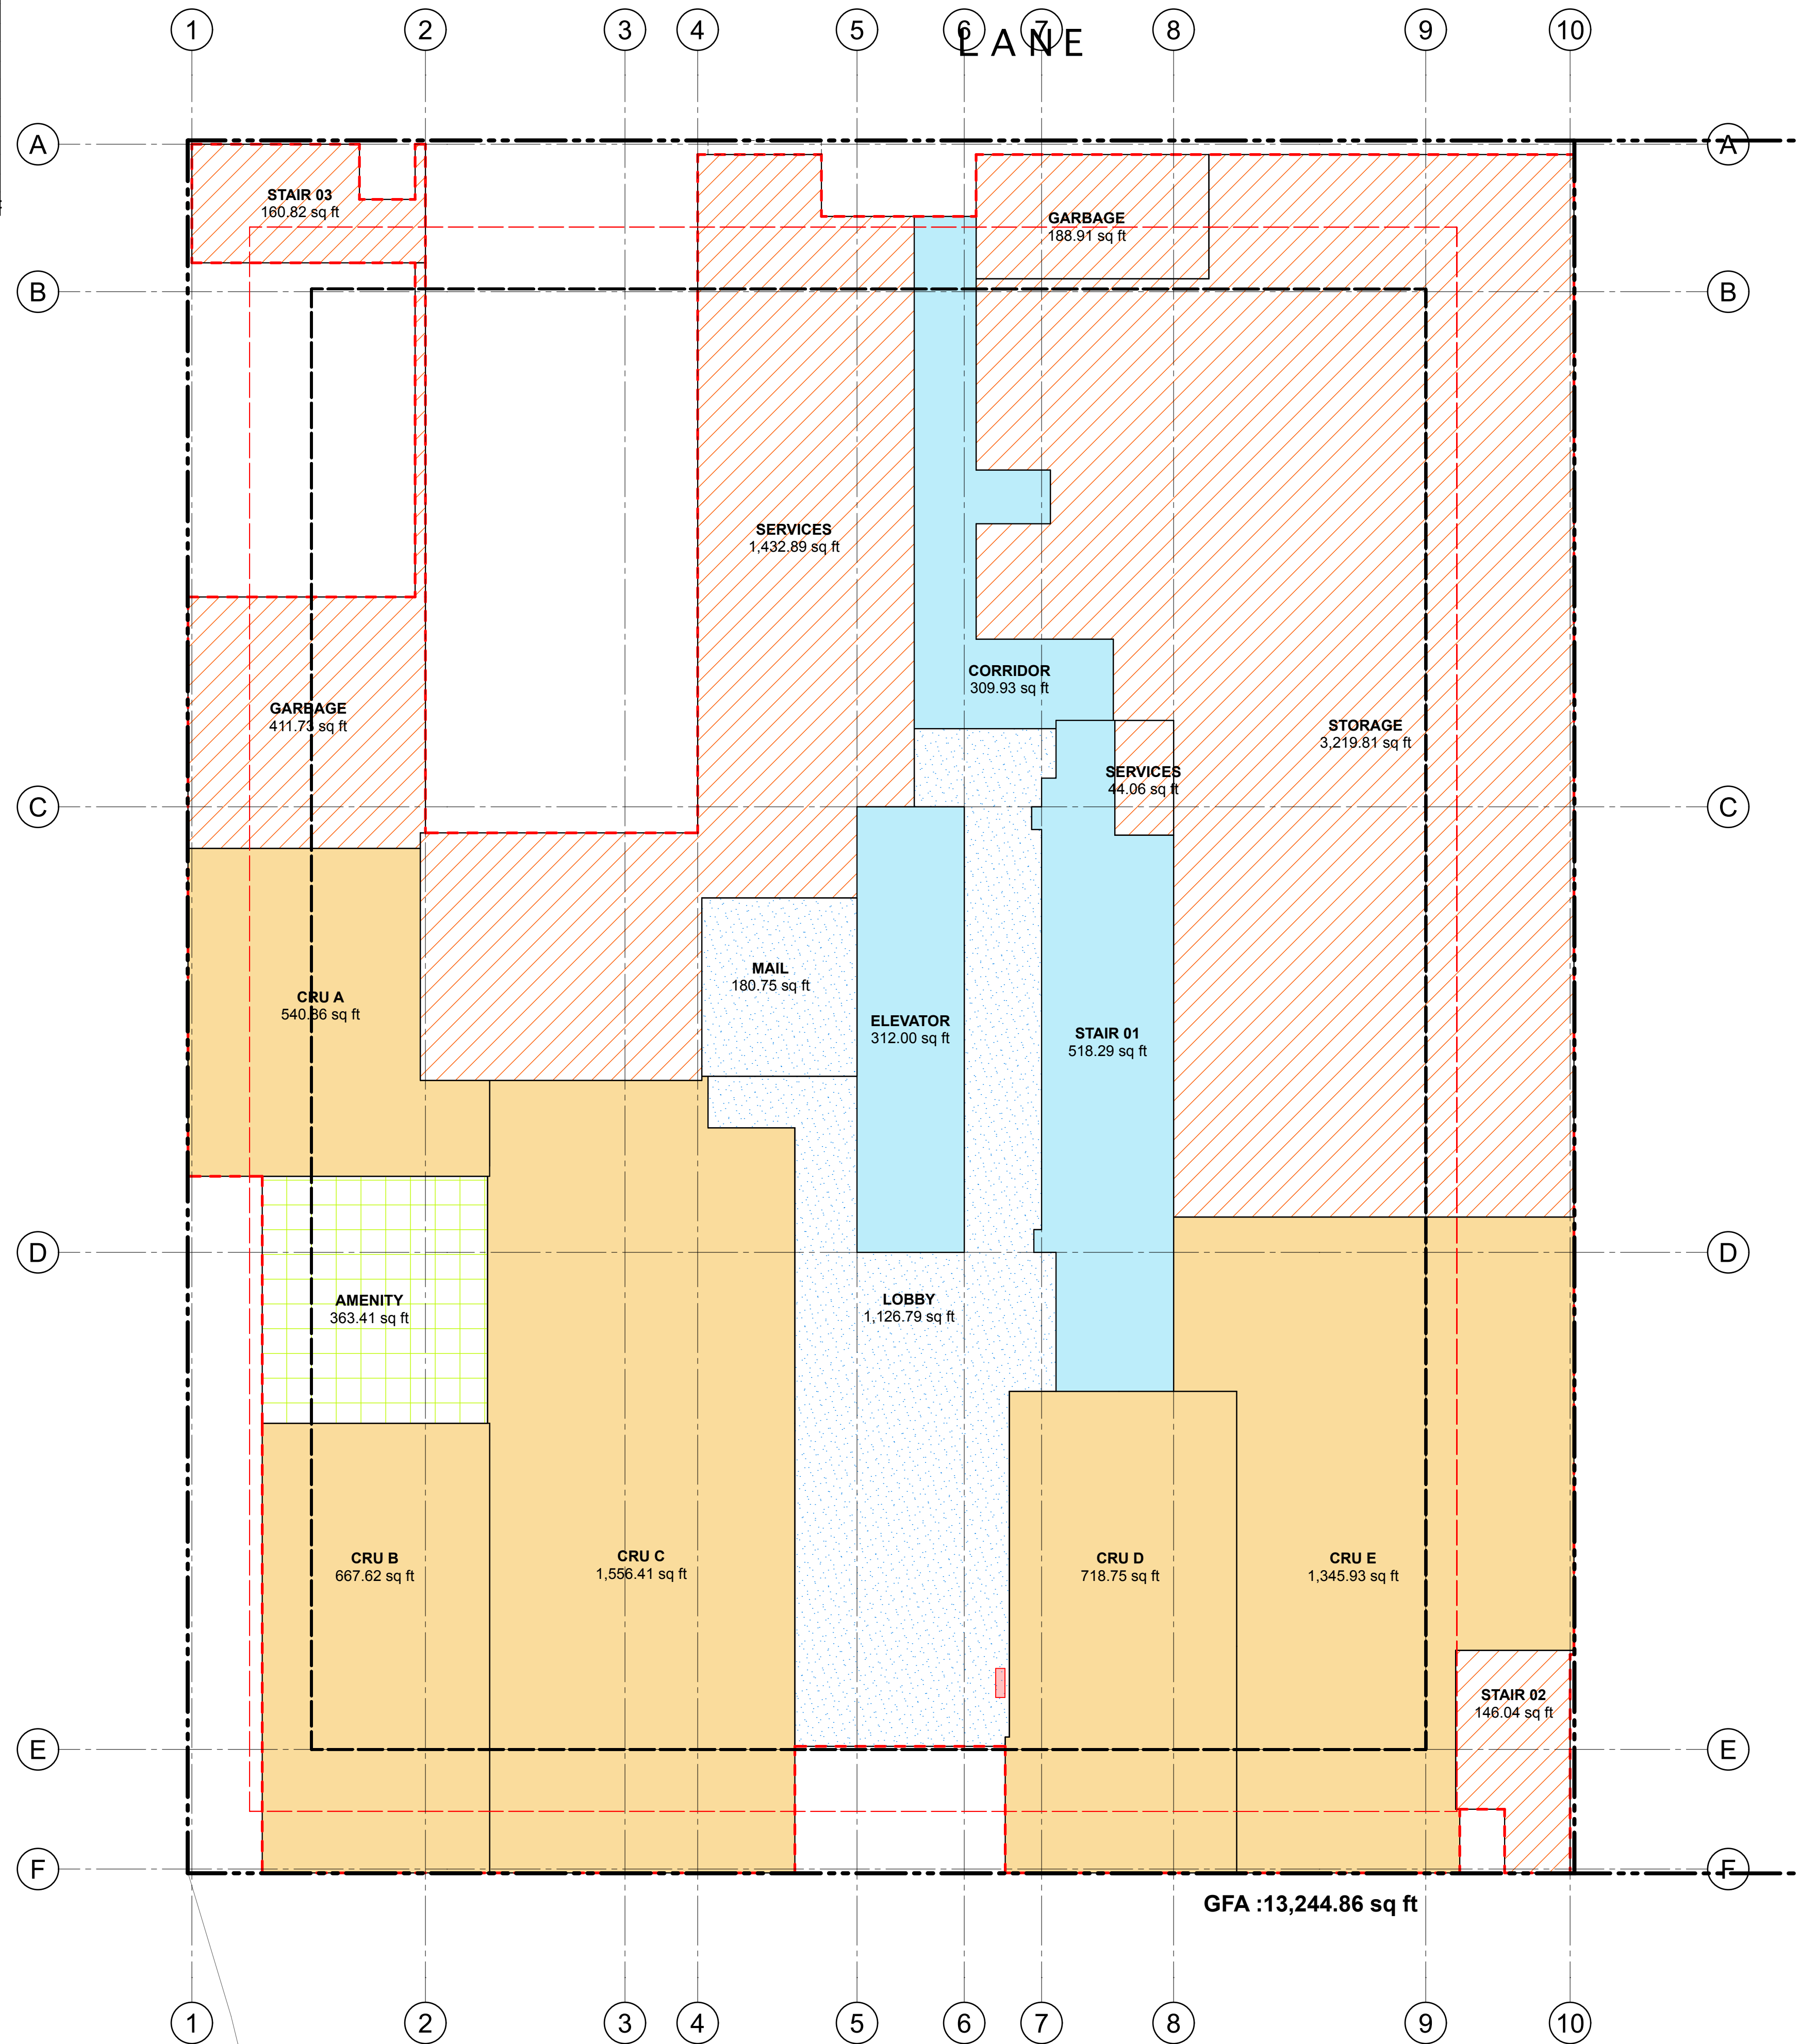 1 2 3 4 5 6 7 8 9 10
LANE
A A
STAIR 03
160.82 sq ft
GARBAGE
188.91 sq ft
B B
SERVICES
1,432.89 sq ft
CORRIDOR
309.93 sq ft
GARBAGE
411.73 sq ft
STORAGE
3,219.81 sq ft
SERVICES
44.06 sq ft
C C
MAIL
180.75 sq ft
CRU A
540.86 sq ft
ELEVATOR
312.00 sq ft
STAIR 01
518.29 sq ft
D D
AMENITY
363.41 sq ft
LOBBY
1,126.79 sq ft
CRU B
667.62 sq ft
CRU C
1,556.41 sq ft
CRU D
718.75 sq ft
CRU E
1,345.93 sq ft
STAIR 02
146.04 sq ft
E E
F F
GFA :13,244.86 sq ft
1 2 3 4 5 6 7 8 9 10